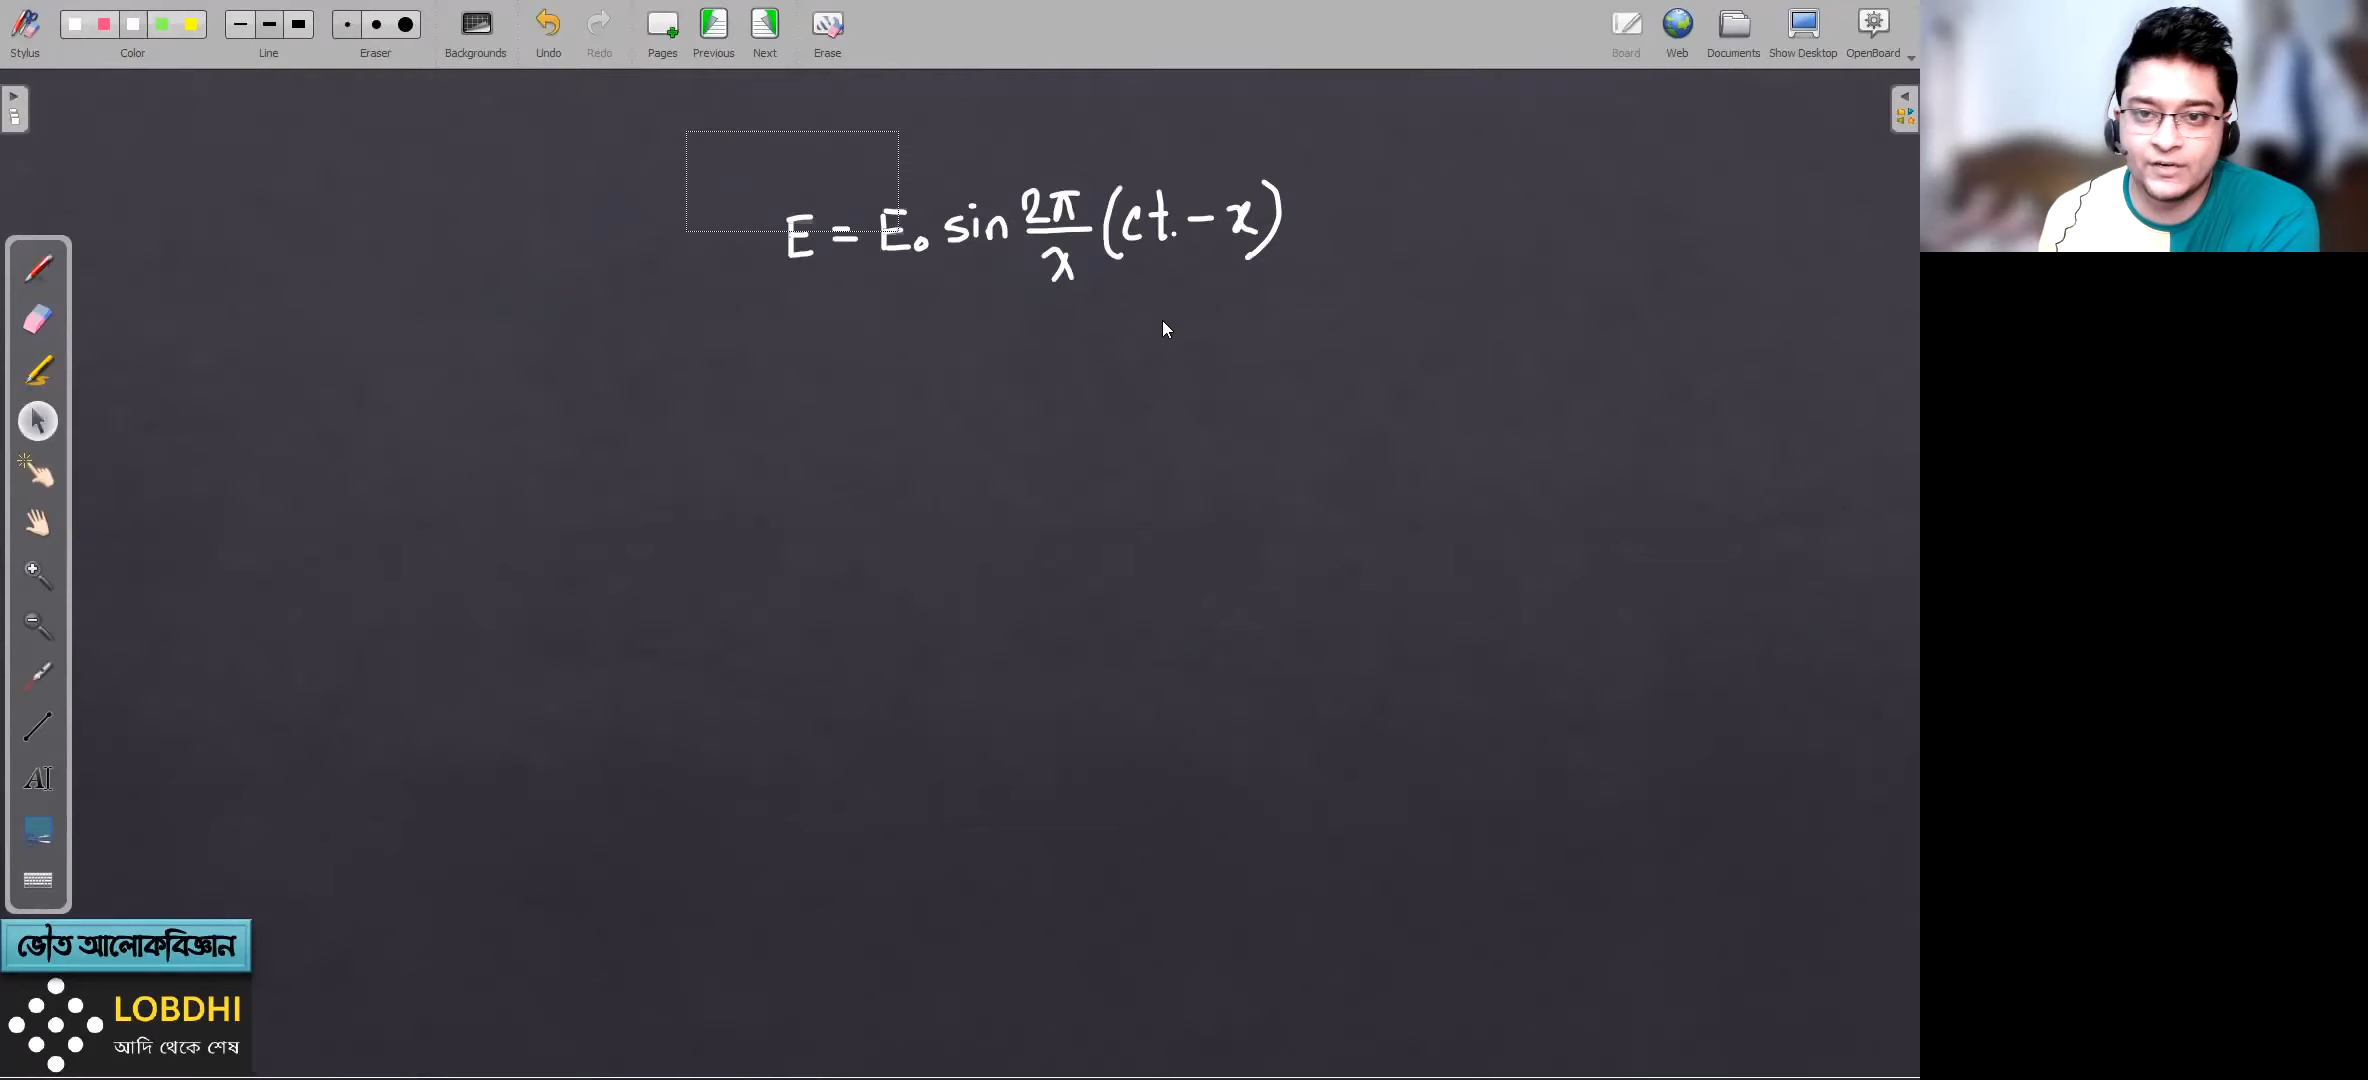 Stylus
Color
Line
Eraser
Backgrounds
Undo
Redo
Pages
Previous
Next
Erase
Board
Web
Documents
Show Desktop
OpenBoard
E = E₀ sin 2π/λ (ct - x)
AI
ভৌত আলোকবিজ্ঞান
LOBDHI
আদি থেকে শেষ